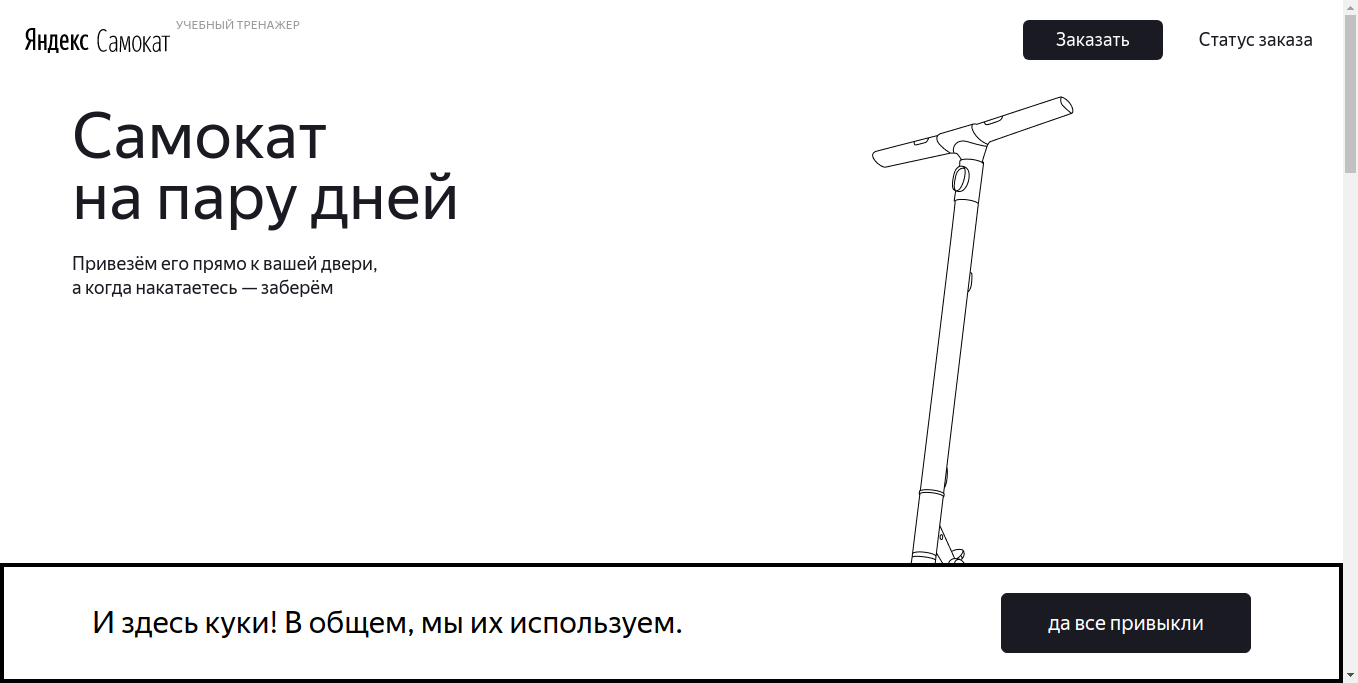 Яндекс Самокат
УЧЕБНЫЙ ТРЕНАЖЕР
Заказать
Статус заказа
Самокат
на пару дней
Привезём его прямо к вашей двери,
а когда накатаетесь — заберём
И здесь куки! В общем, мы их используем.
да все привыкли